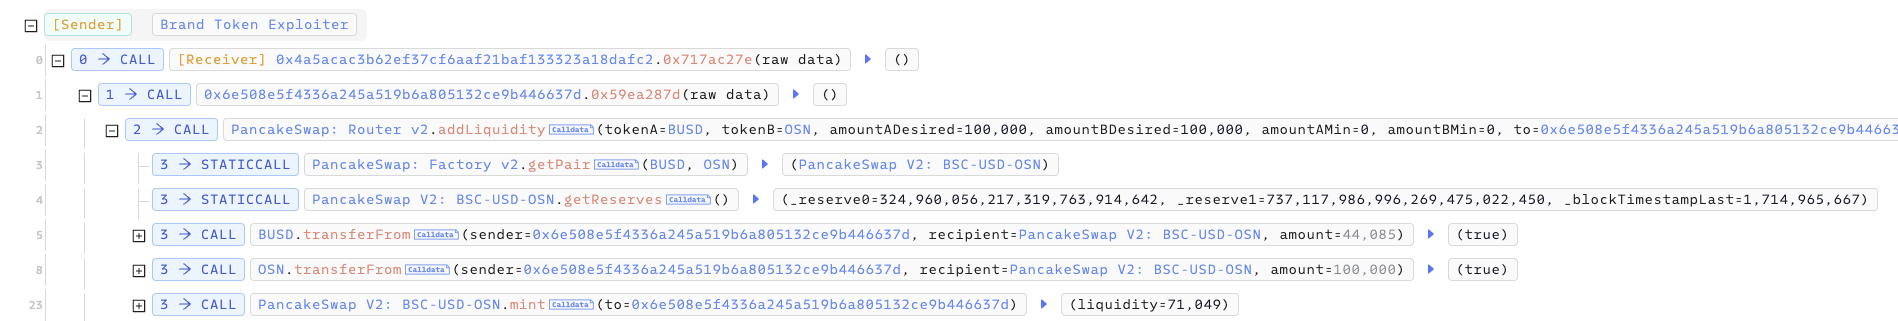 [Sender] Brand Token Exploiter
0 0 → CALL [Receiver] 0x4a5acac3b62ef37cf6aaf21baf133323a18dafc2.0x717ac27e(raw data) ()
1 1 → CALL 0x6e508e5f4336a245a519b6a805132ce9b446637d.0x59ea287d(raw data) ()
2 2 → CALL PancakeSwap: Router v2.addLiquidity Calldata (tokenA=BUSD, tokenB=OSN, amountADesired=100,000, amountBDesired=100,000, amountAMin=0, amountBMin=0, to=0x6e508e5f4336a245a519b6a805132ce9b44663
3 3 → STATICCALL PancakeSwap: Factory v2.getPair Calldata (BUSD, OSN) (PancakeSwap V2: BSC-USD-OSN)
4 3 → STATICCALL PancakeSwap V2: BSC-USD-OSN.getReserves Calldata () (_reserve0=324,960,056,217,319,763,914,642, _reserve1=737,117,986,996,269,475,022,450, _blockTimestampLast=1,714,965,667)
5 3 → CALL BUSD.transferFrom Calldata (sender=0x6e508e5f4336a245a519b6a805132ce9b446637d, recipient=PancakeSwap V2: BSC-USD-OSN, amount=44,085) (true)
8 3 → CALL OSN.transferFrom Calldata (sender=0x6e508e5f4336a245a519b6a805132ce9b446637d, recipient=PancakeSwap V2: BSC-USD-OSN, amount=100,000) (true)
23 3 → CALL PancakeSwap V2: BSC-USD-OSN.mint Calldata (to=0x6e508e5f4336a245a519b6a805132ce9b446637d) (liquidity=71,049)